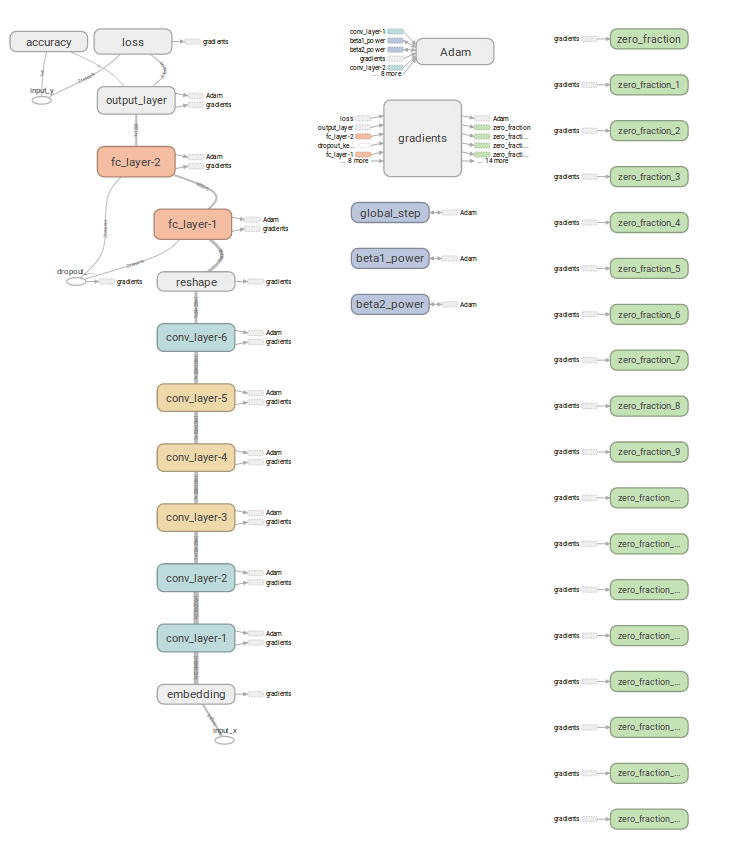 accuracy
loss
gradients
input_y
output_layer
Adam
gradients
fc_layer-2
Adam
gradients
fc_layer-1
Adam
gradients
dropout_...
gradients
reshape
gradients
conv_layer-6
Adam
gradients
conv_layer-5
Adam
gradients
conv_layer-4
Adam
gradients
conv_layer-3
Adam
gradients
conv_layer-2
Adam
gradients
conv_layer-1
Adam
gradients
embedding
gradients
input_x
conv_layer-1
beta1_power
beta2_power
gradients
conv_layer-2
... 8 more
Adam
loss
output_layer
fc_layer-2
dropout_ke...
fc_layer-1
... 8 more
gradients
Adam
zero_fraction
zero_fracti...
zero_fracti...
zero_fracti...
... 14 more
global_step
Adam
beta1_power
Adam
beta2_power
Adam
gradients
zero_fraction
gradients
zero_fraction_1
gradients
zero_fraction_2
gradients
zero_fraction_3
gradients
zero_fraction_4
gradients
zero_fraction_5
gradients
zero_fraction_6
gradients
zero_fraction_7
gradients
zero_fraction_8
gradients
zero_fraction_9
gradients
zero_fraction_...
gradients
zero_fraction_...
gradients
zero_fraction_...
gradients
zero_fraction_...
gradients
zero_fraction_...
gradients
zero_fraction_...
gradients
zero_fraction_...
gradients
zero_fraction_...